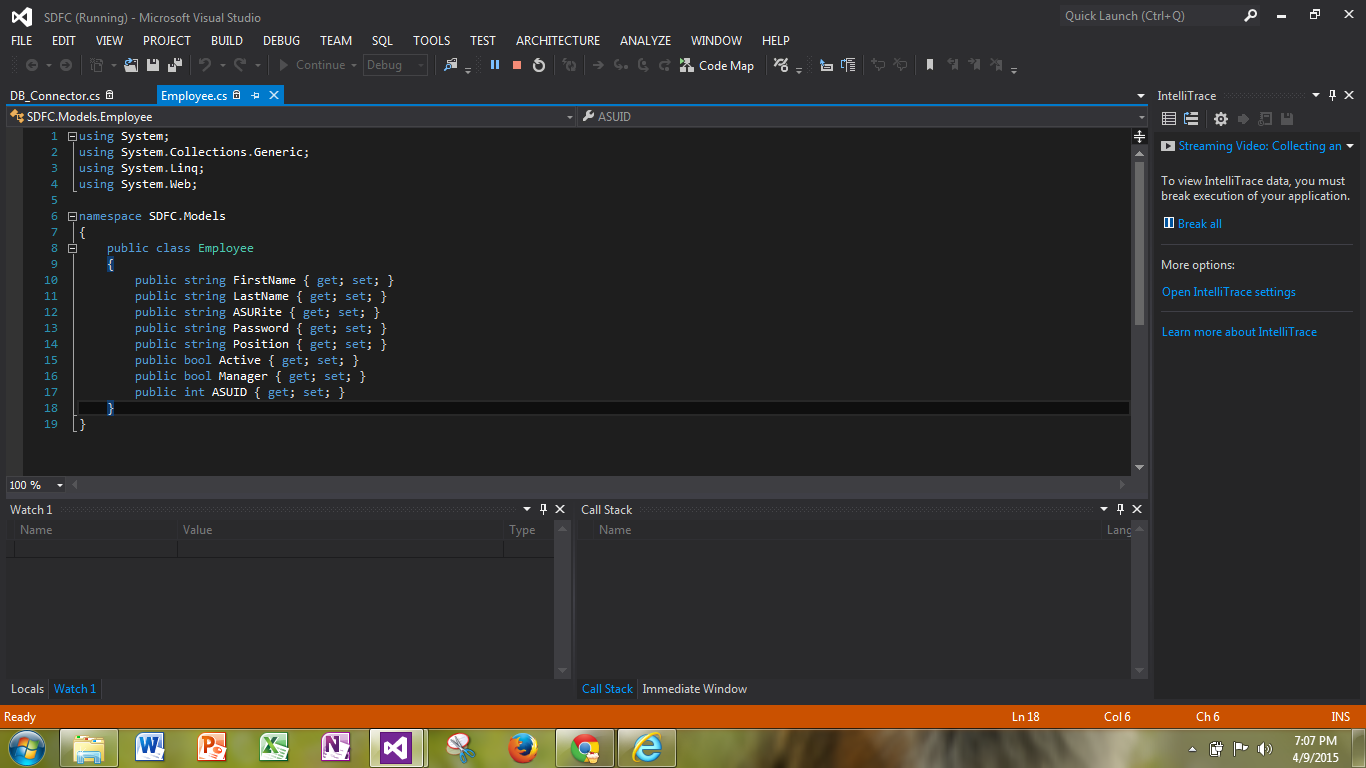 SDFC (Running) - Microsoft Visual Studio
Quick Launch (Ctrl+Q)
FILE EDIT VIEW PROJECT BUILD DEBUG TEAM SQL TOOLS TEST ARCHITECTURE ANALYZE WINDOW HELP
Continue Debug Code Map
DB_Connector.cs Employee.cs
SDFC.Models.Employee ASUID
1 using System;
2 using System.Collections.Generic;
3 using System.Linq;
4 using System.Web;
5
6 namespace SDFC.Models
7 {
8 public class Employee
9 {
10 public string FirstName { get; set; }
11 public string LastName { get; set; }
12 public string ASURite { get; set; }
13 public string Password { get; set; }
14 public string Position { get; set; }
15 public bool Active { get; set; }
16 public bool Manager { get; set; }
17 public int ASUID { get; set; }
18 }
19 }
100 %
IntelliTrace
Streaming Video: Collecting an
To view IntelliTrace data, you must
break execution of your application.
Break all
More options:
Open IntelliTrace settings
Learn more about IntelliTrace
Watch 1
Name Value Type
Locals Watch 1
Call Stack
Name Lang
Call Stack Immediate Window
Ready Ln 18 Col 6 Ch 6 INS
7:07 PM
4/9/2015